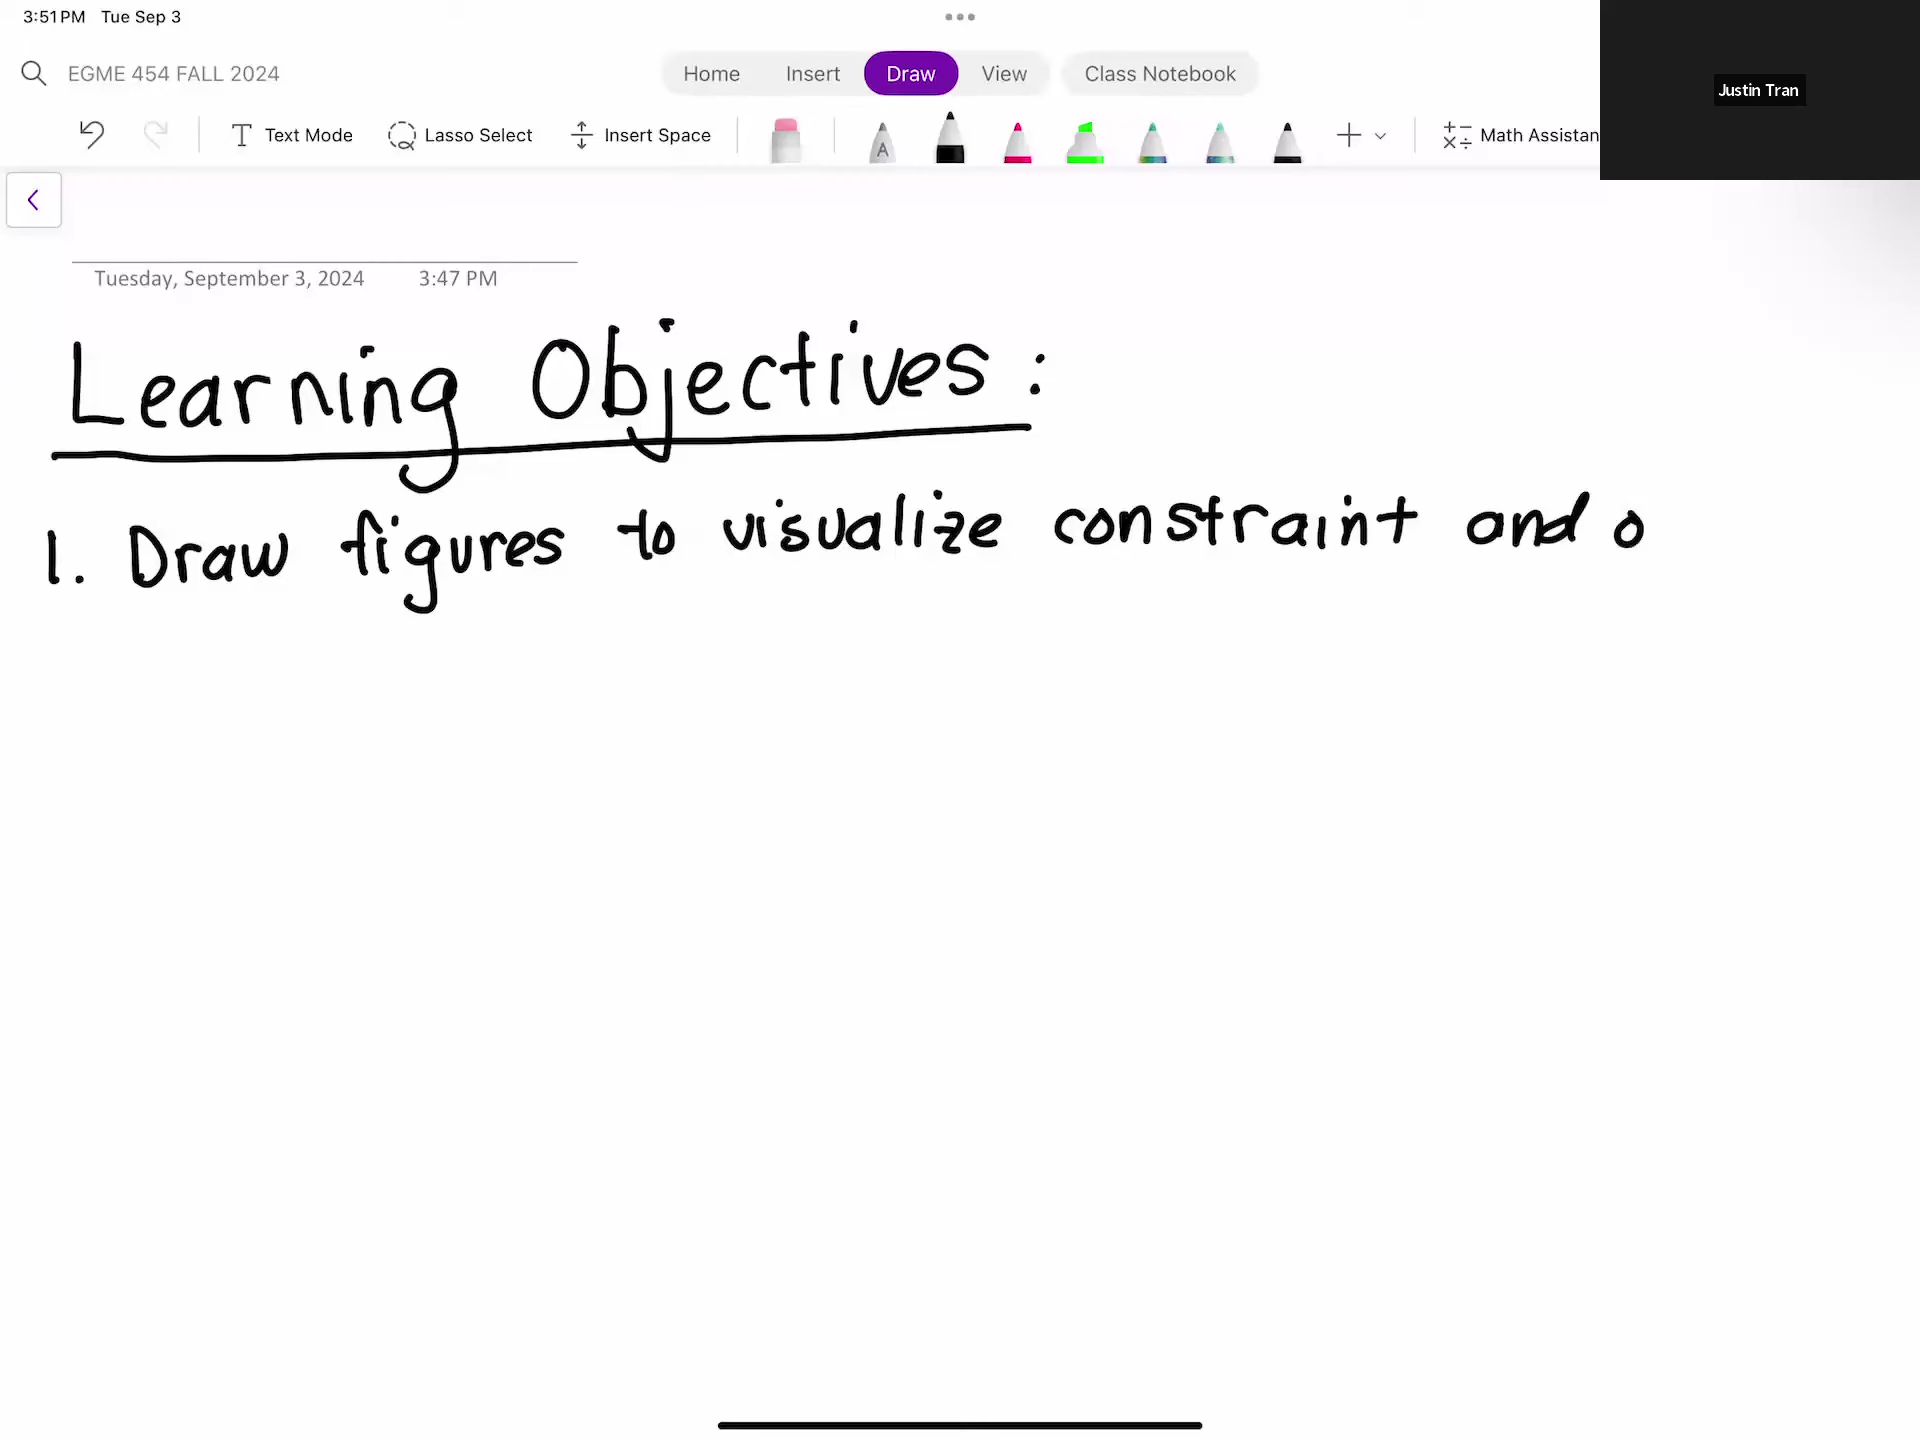 3:51 PM Tue Sep 3
Justin Tran
EGME 454 FALL 2024 Home Insert Draw View Class Notebook
Text Mode Lasso Select Insert Space A Math Assistan
Tuesday, September 3, 2024 3:47 PM
Learning Objectives:
1. Draw figures to visualize constraint and o